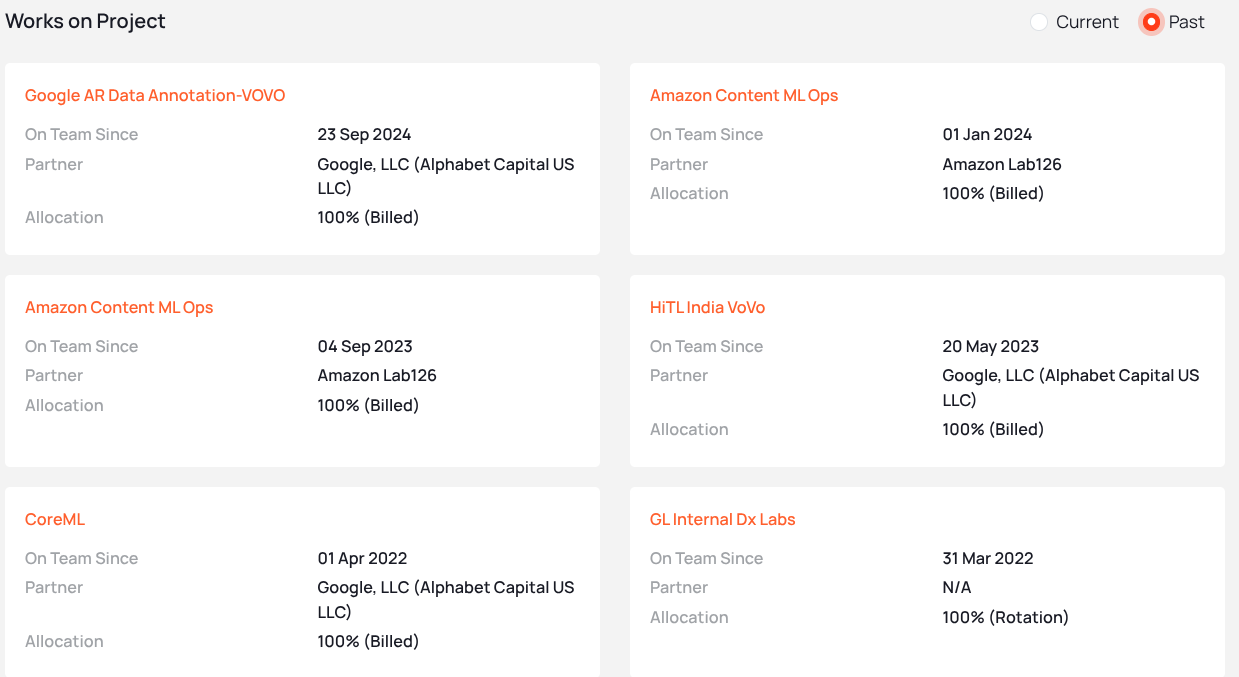 Works on Project
Current
Past
Google AR Data Annotation-VOVO
On Team Since 23 Sep 2024
Partner Google, LLC (Alphabet Capital US
LLC)
Allocation 100% (Billed)
Amazon Content ML Ops
On Team Since 01 Jan 2024
Partner Amazon Lab126
Allocation 100% (Billed)
Amazon Content ML Ops
On Team Since 04 Sep 2023
Partner Amazon Lab126
Allocation 100% (Billed)
HiTL India VoVo
On Team Since 20 May 2023
Partner Google, LLC (Alphabet Capital US
LLC)
Allocation 100% (Billed)
CoreML
On Team Since 01 Apr 2022
Partner Google, LLC (Alphabet Capital US
LLC)
Allocation 100% (Billed)
GL Internal Dx Labs
On Team Since 31 Mar 2022
Partner N/A
Allocation 100% (Rotation)